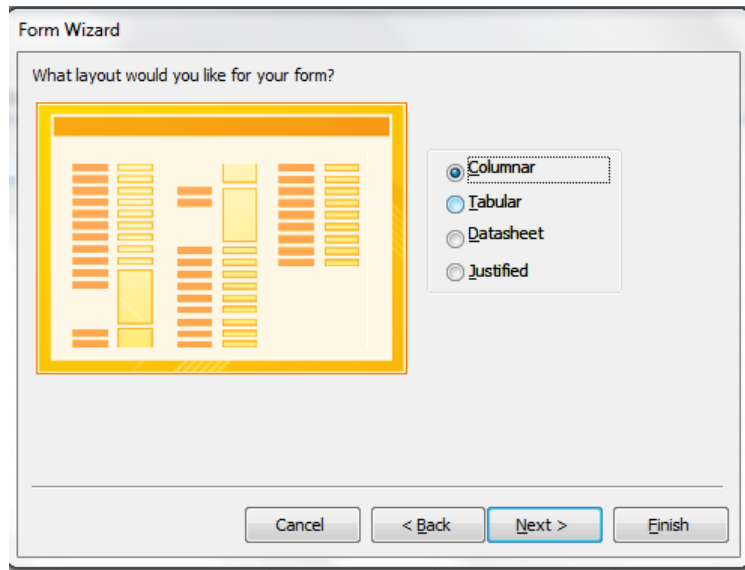 Form Wizard
What layout would you like for your form?
Columnar
Tabular
Datasheet
Justified
Cancel
< Back
Next >
Finish